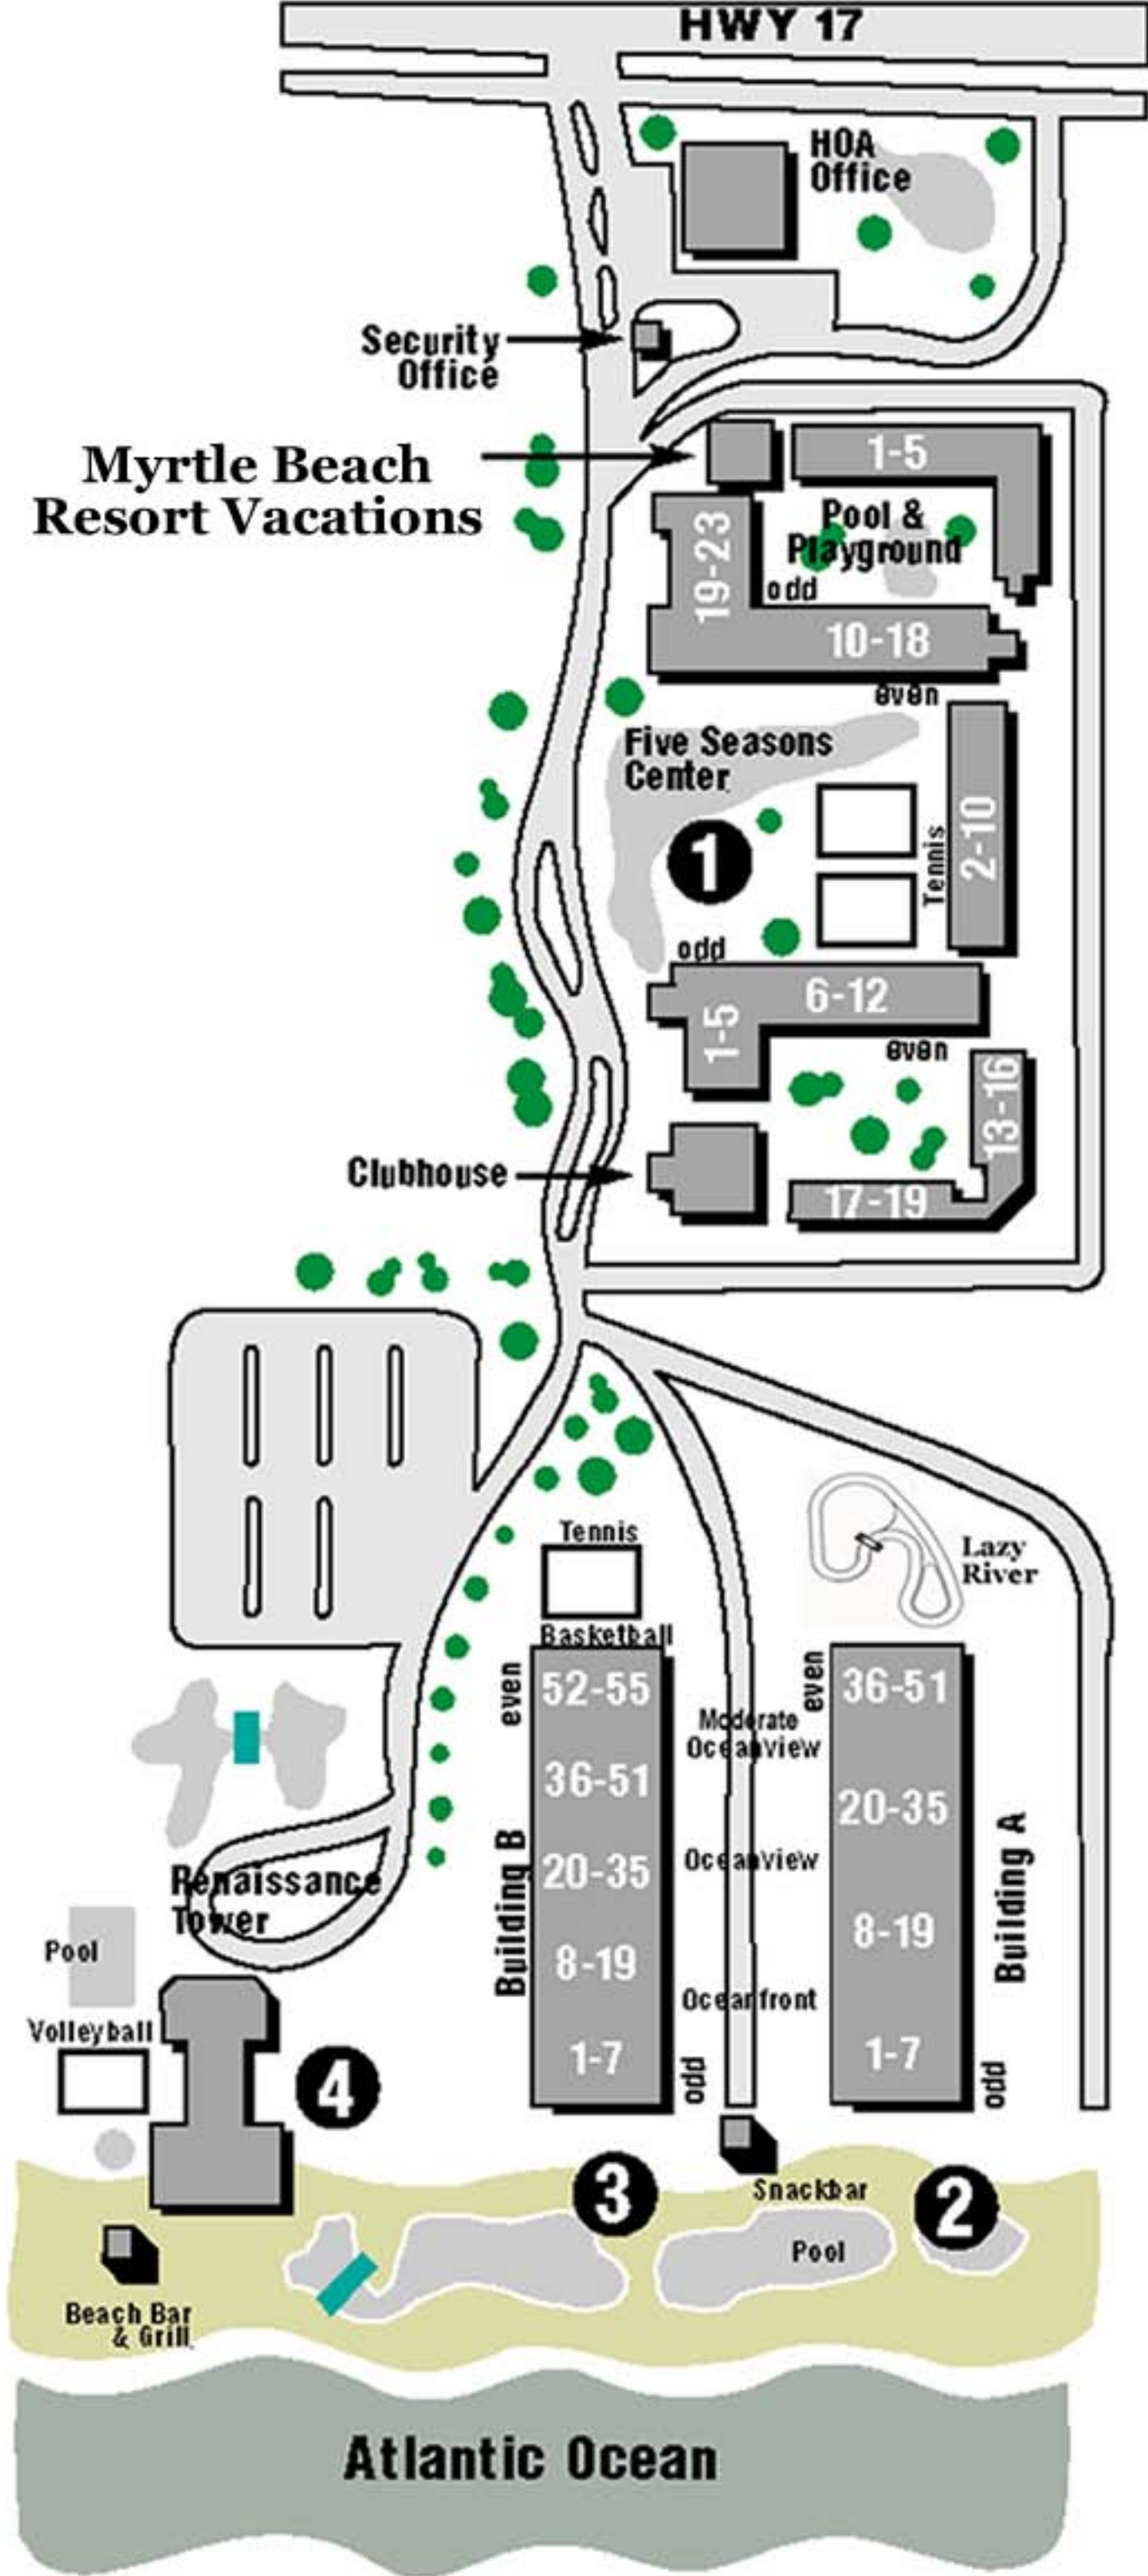 HWY 17
HOA
Office
Security
Office
Myrtle Beach
Resort Vacations
1-5
Pool &
Playground
19-23
odd
10-18
even
Five Seasons
Center
1
Tennis
2-10
odd
6-12
1-5
even
13-16
Clubhouse
17-19
Tennis
Lazy
River
Basketball
even
52-55
even
36-51
Moderate
Oceanview
36-51
20-35
Building B
20-35
Oceanview
Building A
Renaissance
Tower
Pool
8-19
8-19
Oceanfront
Volleyball
1-7
odd
1-7
odd
4
3
Snackbar
2
Pool
Beach Bar
& Grill
Atlantic Ocean